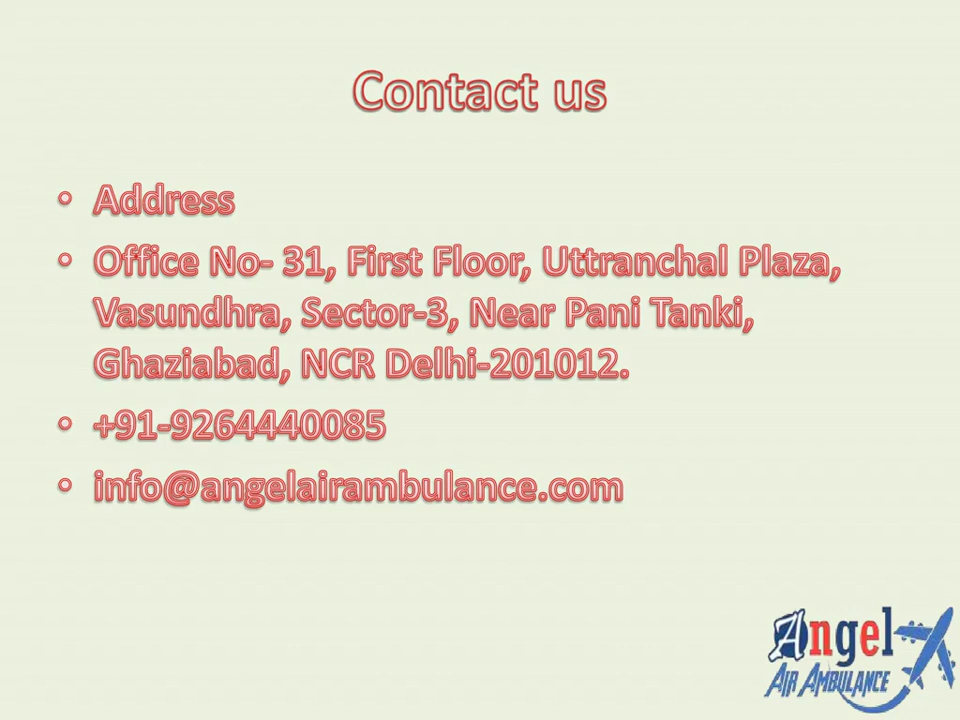 Contact us
• Address
• Office No- 31, First Floor, Uttranchal Plaza,
Vasundhra, Sector-3, Near Pani Tanki,
Ghaziabad, NCR Delhi-201012.
• +91-9264440085
• info@angelairambulance.com
Angel
AIR AMBULANCE